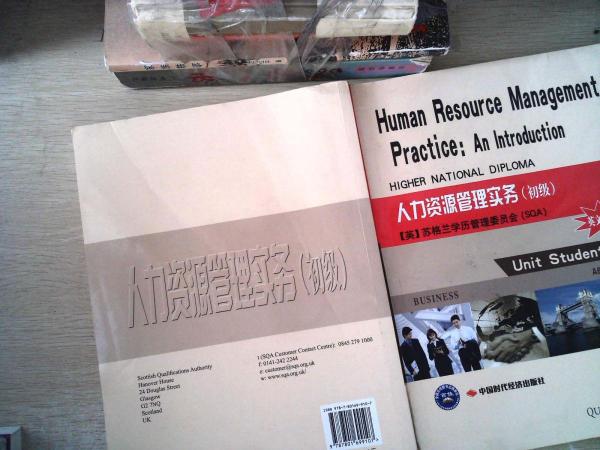 Human Resource Management
Practice: An Introduction
HIGHER NATIONAL DIPLOMA
人力资源管理实务(初级)
【英】苏格兰学历管理委员会(SQA)
Unit Student
BUSINESS
中国时代经济出版社
QU
人力资源管理实务(初级)
Scottish Qualifications Authority
Hanover House
24 Douglas Street
Glasgow
G2 7NQ
Scotland
UK
t (SQA Customer Contact Centre): 0845 279 1000
f: 0141-242 2244
e: customer@sqa.org.uk
w: www.sqa.org.uk/
9 787801 699107